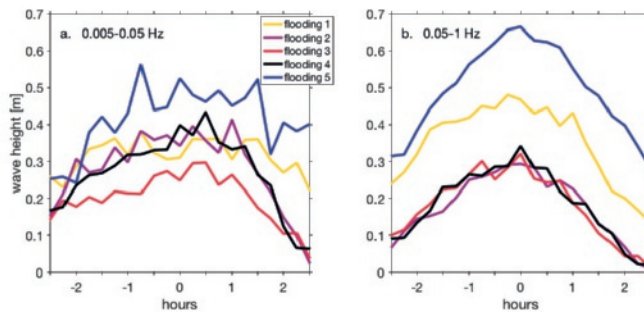 a. 0.005-0.05 Hz
flooding 1
flooding 2
flooding 3
flooding 4
flooding 5
wave height [m]
0.7
0.6
0.5
0.4
0.3
0.2
0.1
0
-2 -1 0 1 2
hours
b. 0.05-1 Hz
0.7
0.6
0.5
0.4
0.3
0.2
0.1
0
-2 -1 0 1 2
hours